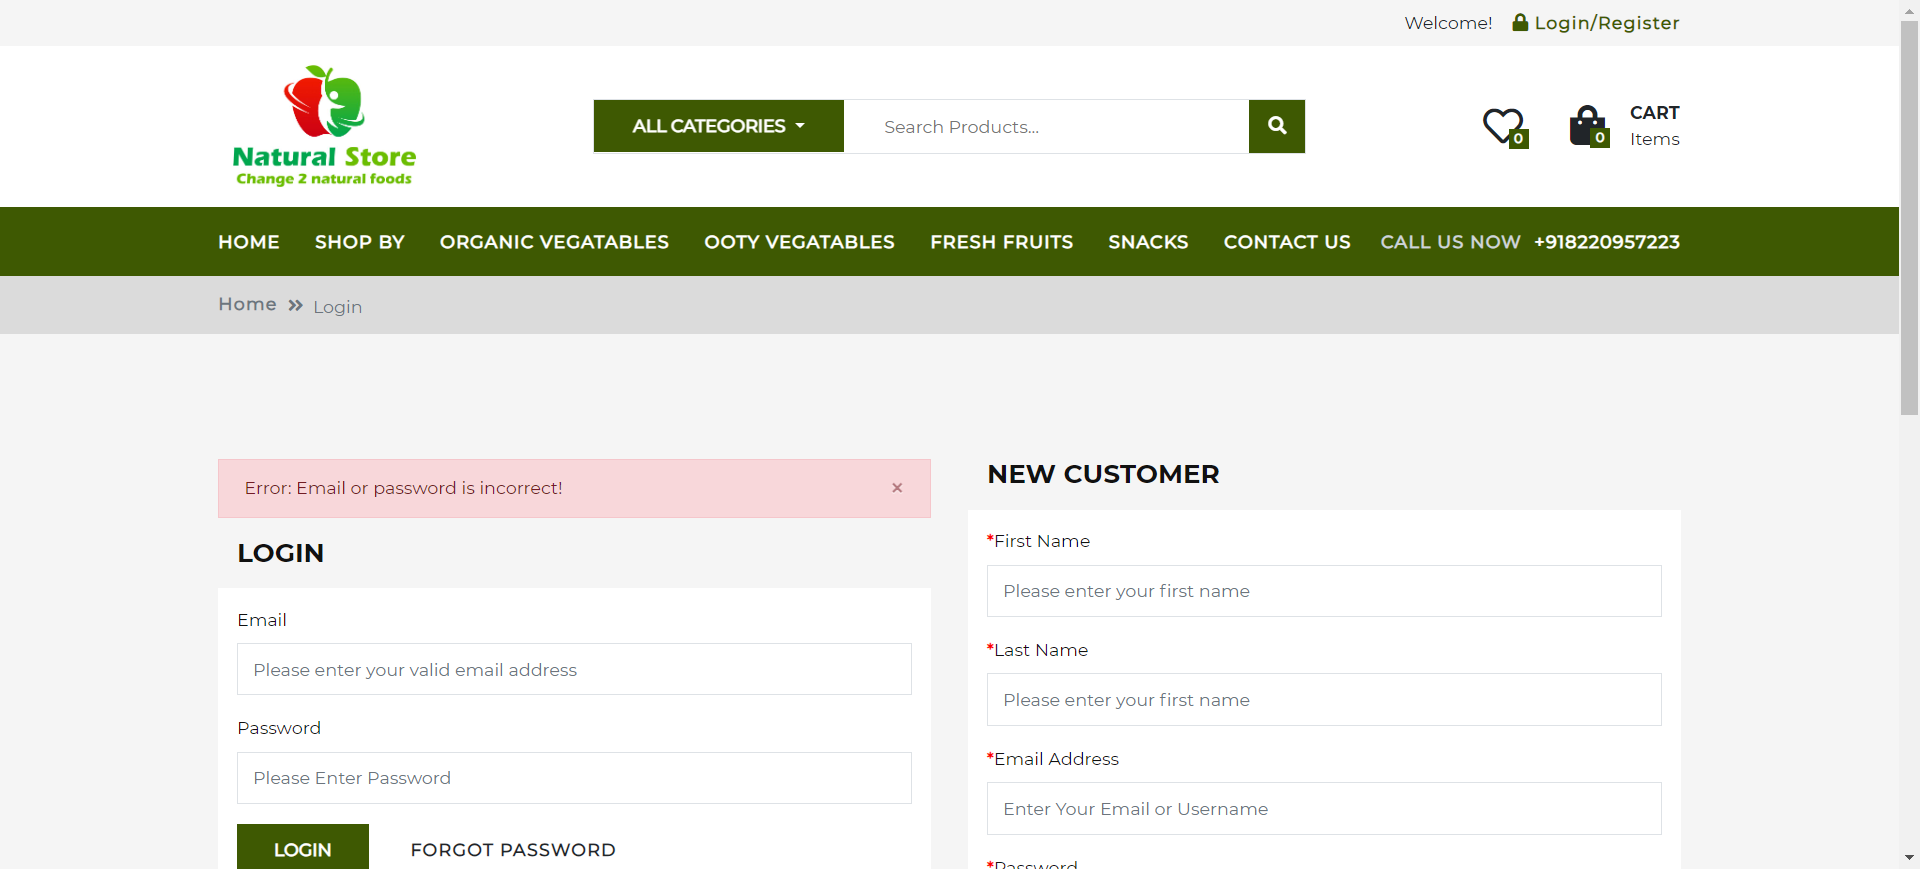 Welcome! Login/Register
Natural Store
Change 2 natural foods
ALL CATEGORIES
Search Products...
0
0
CART
Items
HOME SHOP BY ORGANIC VEGATABLES OOTY VEGATABLES FRESH FRUITS SNACKS CONTACT US CALL US NOW +918220957223
Home » Login
Error: Email or password is incorrect! ×
LOGIN
Email
Please enter your valid email address
Password
Please Enter Password
LOGIN FORGOT PASSWORD
NEW CUSTOMER
*First Name
Please enter your first name
*Last Name
Please enter your first name
*Email Address
Enter Your Email or Username
*Password